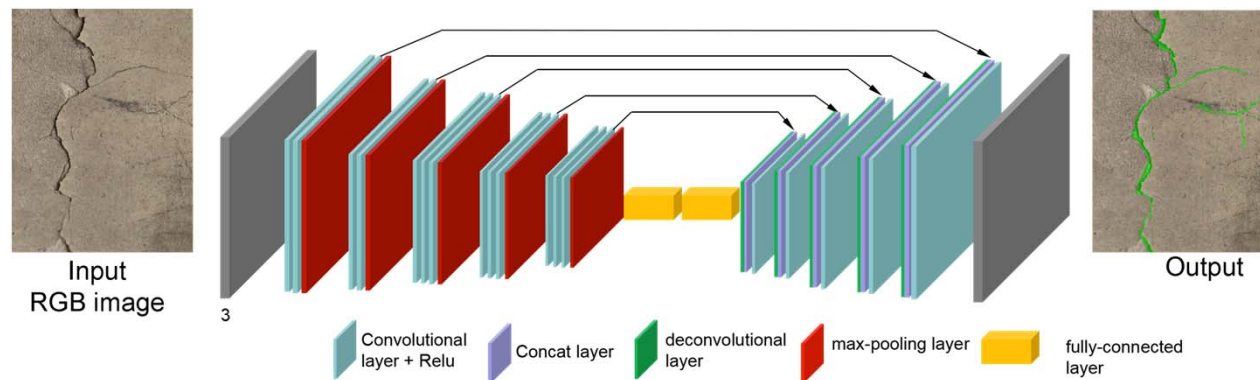 Input
RGB image
3
Output
Convolutional
layer + Relu
Concat layer
deconvolutional
layer
max-pooling layer
fully-connected
layer